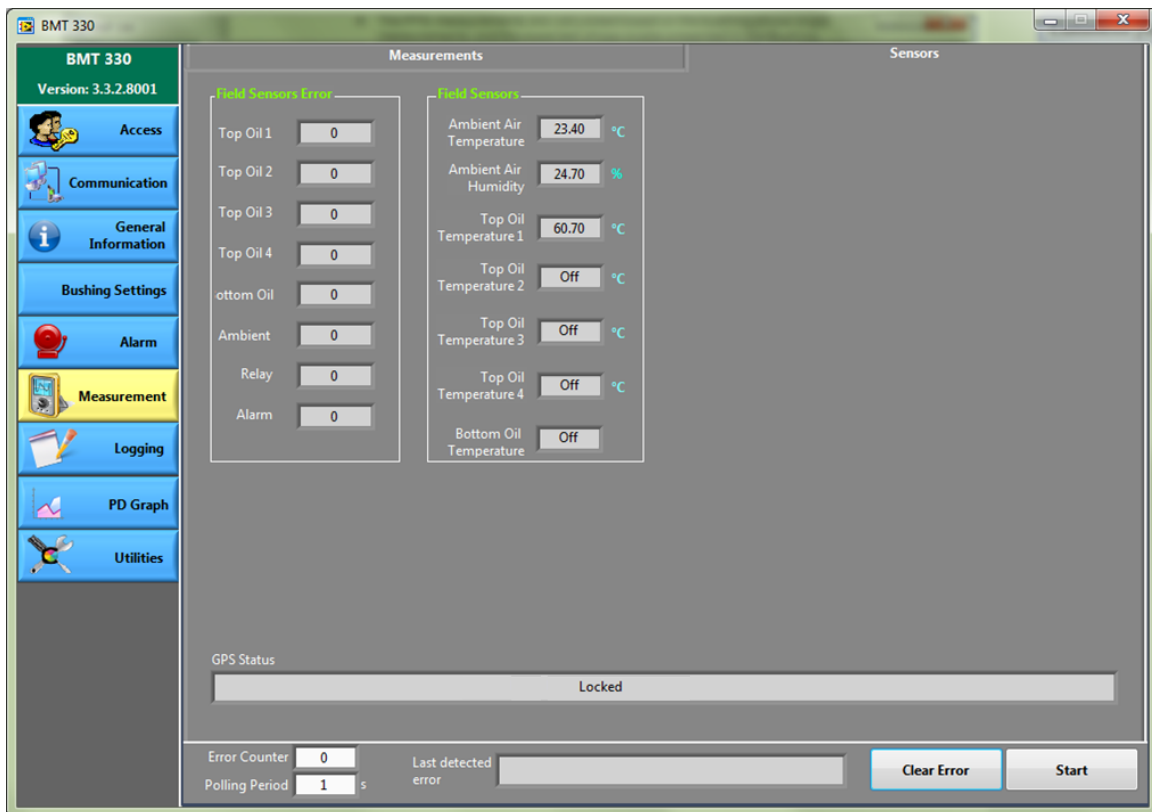 BMT 330
BMT 330
Version: 3.3.2.8001
Access
Communication
General
Information
Bushing Settings
Alarm
Measurement
Logging
PD Graph
Utilities
Measurements
Sensors
Field Sensors Error
Top Oil 1 0
Top Oil 2 0
Top Oil 3 0
Top Oil 4 0
ottom Oil 0
Ambient 0
Relay 0
Alarm 0
Field Sensors
Ambient Air
Temperature 23.40 °C
Ambient Air
Humidity 24.70 %
Top Oil
Temperature 1 60.70 °C
Top Oil
Temperature 2 Off °C
Top Oil
Temperature 3 Off °C
Top Oil
Temperature 4 Off °C
Bottom Oil
Temperature Off
GPS Status
Locked
Error Counter 0
Polling Period 1 s
Last detected
error
Clear Error
Start